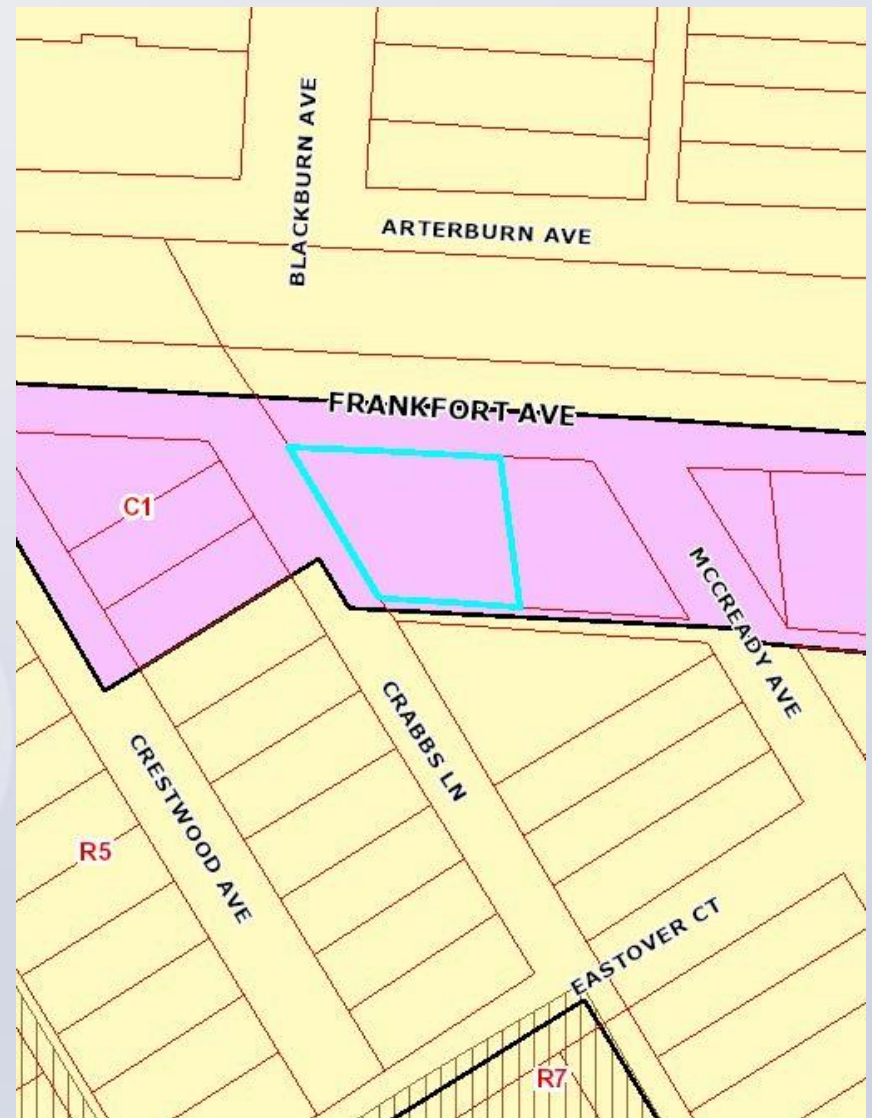 BLACKBURN AVE
ARTERBURN AVE
FRANKFORT AVE
C1
MCCREADY AVE
CRABBS LN
CRESTWOOD AVE
R5
EASTOVER CT
R7